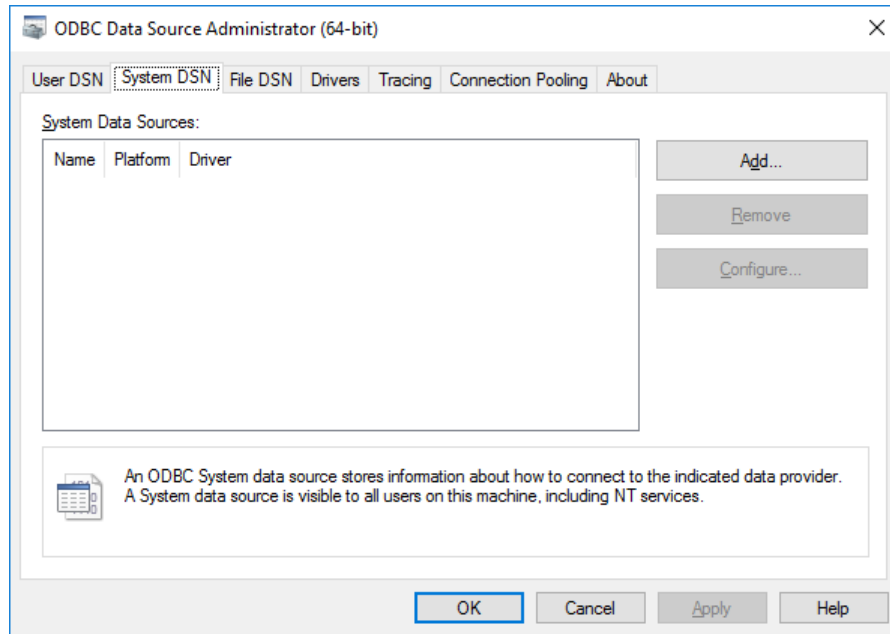 ODBC Data Source Administrator (64-bit)
User DSN System DSN File DSN Drivers Tracing Connection Pooling About
System Data Sources:
Name Platform Driver
Add...
Remove
Configure...
An ODBC System data source stores information about how to connect to the indicated data provider.
A System data source is visible to all users on this machine, including NT services.
OK Cancel Apply Help